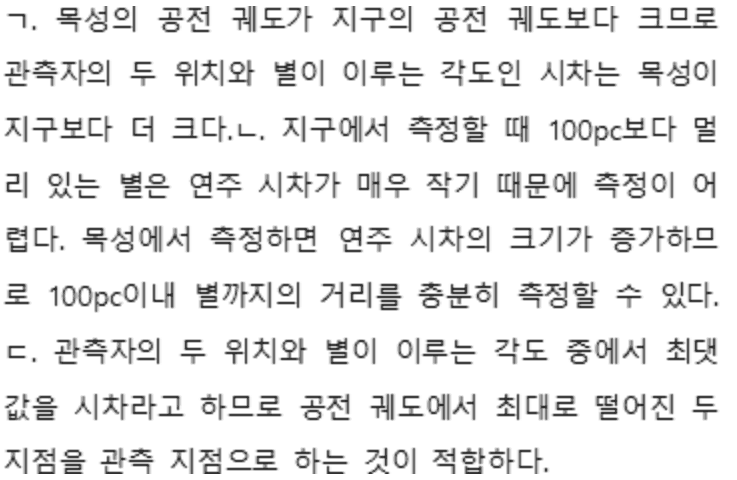 ㄱ. 목성의 공전 궤도가 지구의 공전 궤도보다 크므로
관측자의 두 위치와 별이 이루는 각도인 시차는 목성이
지구보다 더 크다.ㄴ. 지구에서 측정할 때 100pc보다 멀
리 있는 별은 연주 시차가 매우 작기 때문에 측정이 어
렵다. 목성에서 측정하면 연주 시차의 크기가 증가하므
로 100pc이내 별까지의 거리를 충분히 측정할 수 있다.
ㄷ. 관측자의 두 위치와 별이 이루는 각도 중에서 최댓
값을 시차라고 하므로 공전 궤도에서 최대로 떨어진 두
지점을 관측 지점으로 하는 것이 적합하다.